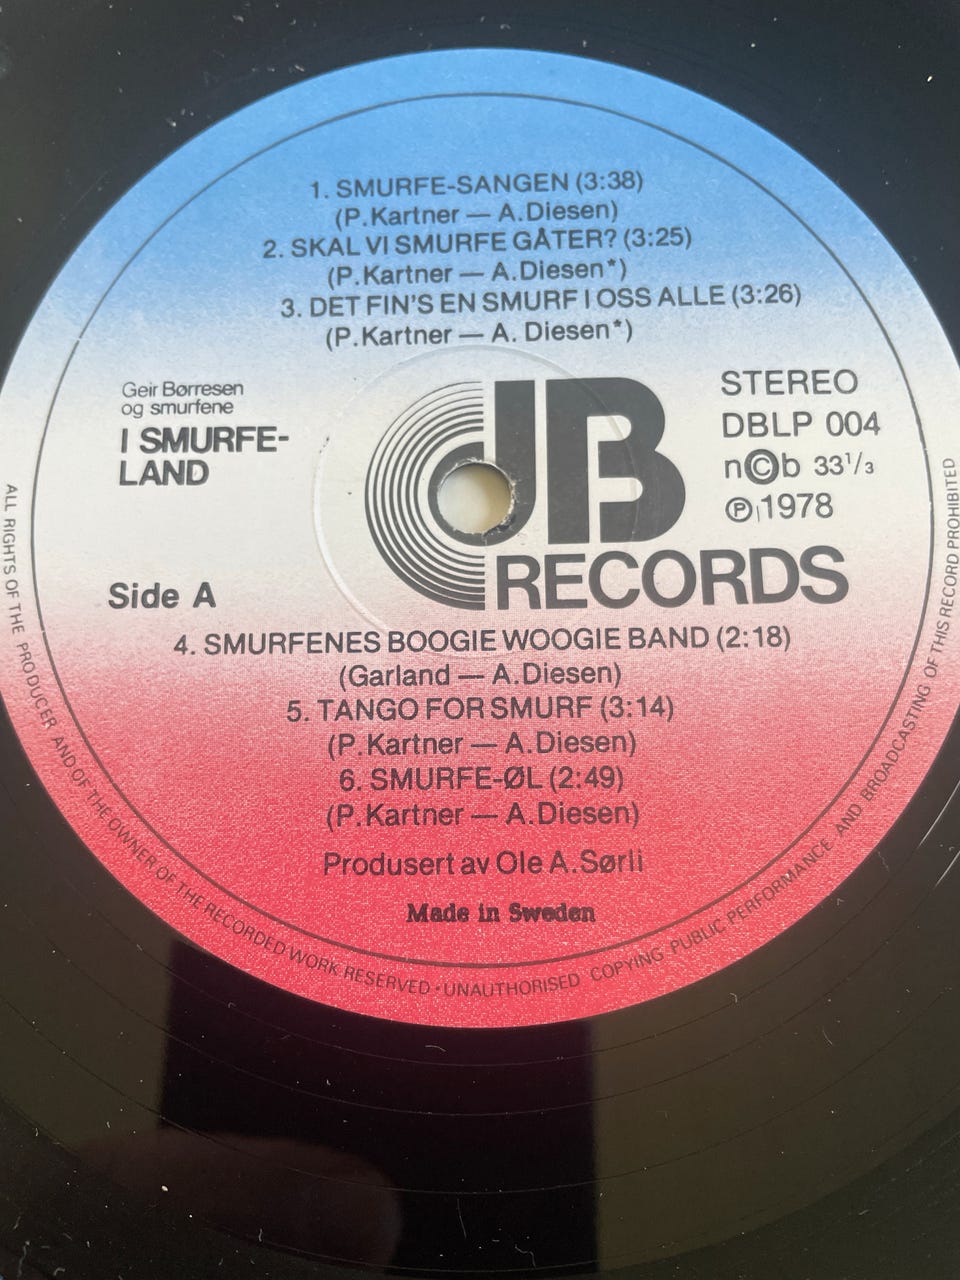 1. SMURFE-SANGEN (3:38)
(P.Kartner — A.Diesen)
2. SKAL VI SMURFE GÅTER? (3:25)
(P.Kartner — A.Diesen*)
3. DET FIN'S EN SMURF I OSS ALLE (3:26)
(P.Kartner — A. Diesen*)
Geir Børresen
og smurfene
I SMURFE-
LAND
Side A
dB
RECORDS
STEREO
DBLP 004
n©b 33 1/3
℗ 1978
4. SMURFENES BOOGIE WOOGIE BAND (2:18)
(Garland — A.Diesen)
5. TANGO FOR SMURF (3:14)
(P.Kartner — A.Diesen)
6. SMURFE-ØL (2:49)
(P.Kartner — A.Diesen)
Produsert av Ole A.Sørli
Made in Sweden
ALL RIGHTS OF THE PRODUCER AND OF THE OWNER OF THE RECORDED WORK RESERVED · UNAUTHORISED COPYING PUBLIC PERFORMANCE AND BROADCASTING OF THIS RECORD PROHIBITED